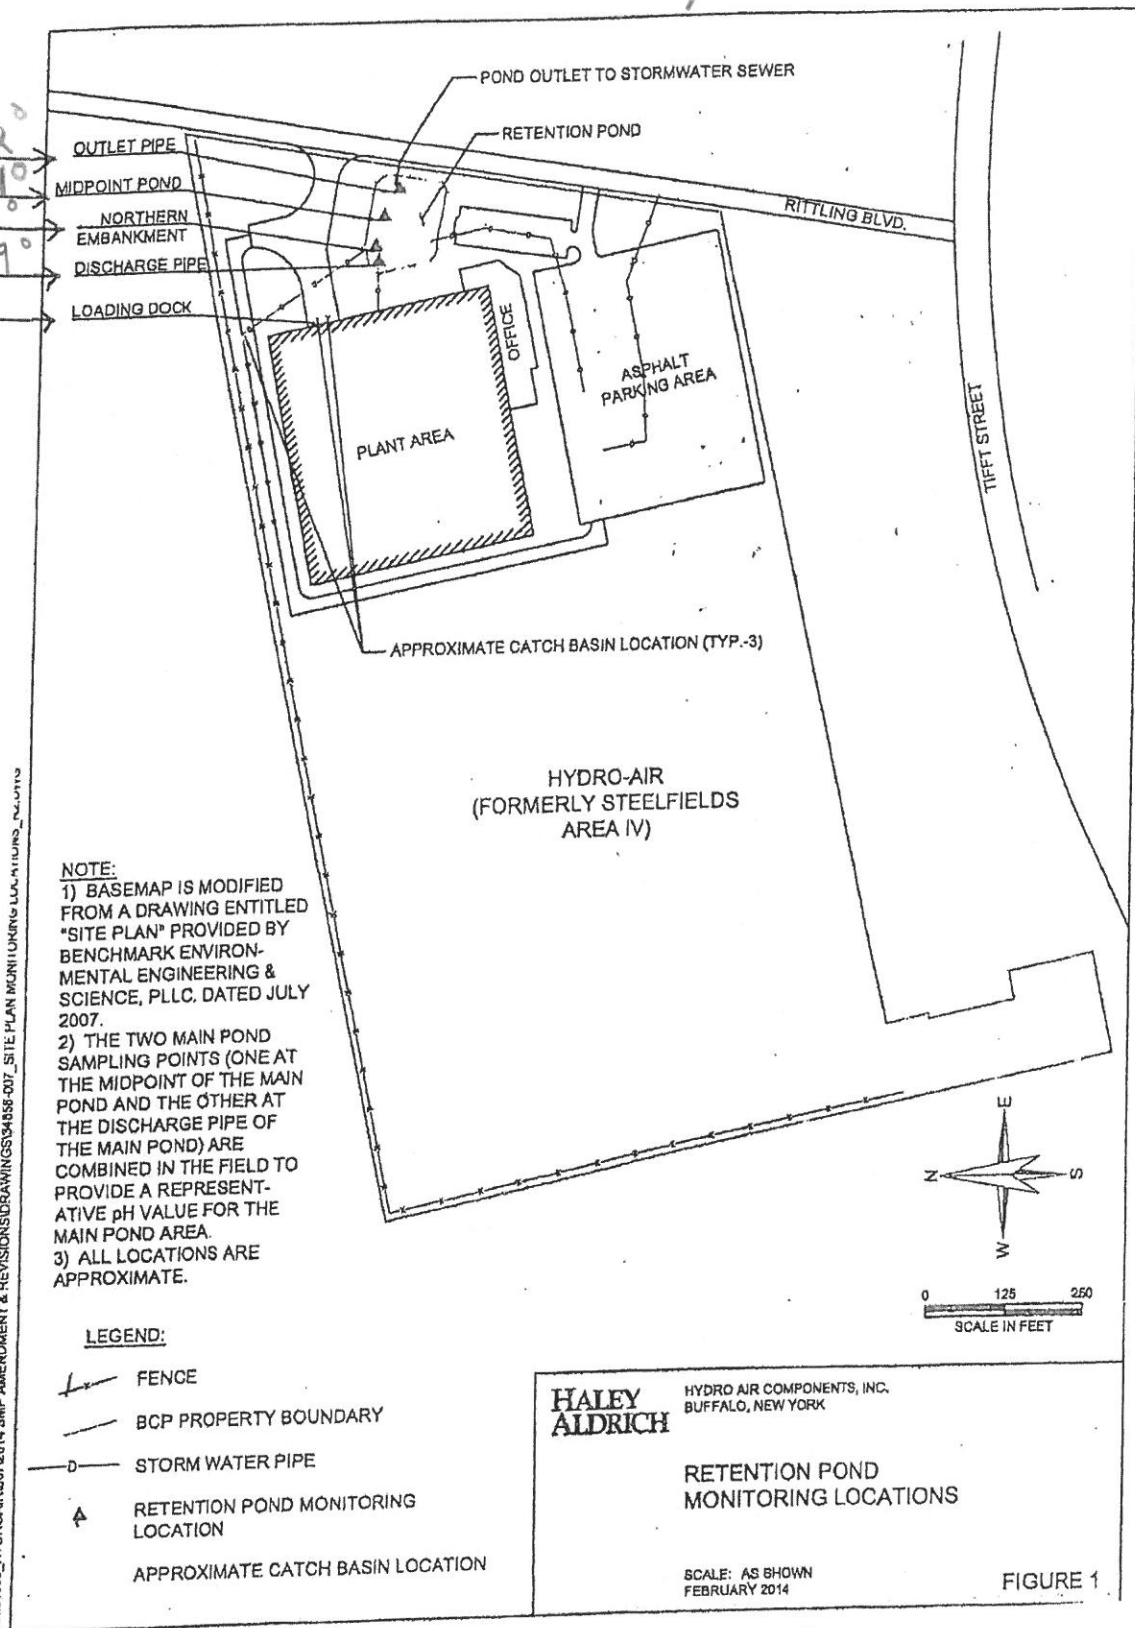 POND OUTLET TO STORMWATER SEWER
RETENTION POND
OUTLET PIPE
MIDPOINT POND
NORTHERN
EMBANKMENT
DISCHARGE PIPE
LOADING DOCK
RITTLING BLVD.
OFFICE
ASPHALT
PARKING AREA
PLANT AREA
TIFFT STREET
APPROXIMATE CATCH BASIN LOCATION (TYP.-3)
HYDRO-AIR
(FORMERLY STEELFIELDS
AREA IV)
NOTE:
1) BASEMAP IS MODIFIED
FROM A DRAWING ENTITLED
"SITE PLAN" PROVIDED BY
BENCHMARK ENVIRON-
MENTAL ENGINEERING &
SCIENCE, PLLC. DATED JULY
2007.
2) THE TWO MAIN POND
SAMPLING POINTS (ONE AT
THE MIDPOINT OF THE MAIN
POND AND THE OTHER AT
THE DISCHARGE PIPE OF
THE MAIN POND) ARE
COMBINED IN THE FIELD TO
PROVIDE A REPRESENT-
ATIVE pH VALUE FOR THE
MAIN POND AREA.
3) ALL LOCATIONS ARE
APPROXIMATE.
E
N
S
W
0 125 250
SCALE IN FEET
LEGEND:
FENCE
BCP PROPERTY BOUNDARY
STORM WATER PIPE
RETENTION POND MONITORING
LOCATION
APPROXIMATE CATCH BASIN LOCATION
HALEY
ALDRICH
HYDRO AIR COMPONENTS, INC.
BUFFALO, NEW YORK
RETENTION POND
MONITORING LOCATIONS
SCALE: AS SHOWN
FEBRUARY 2014
FIGURE 1